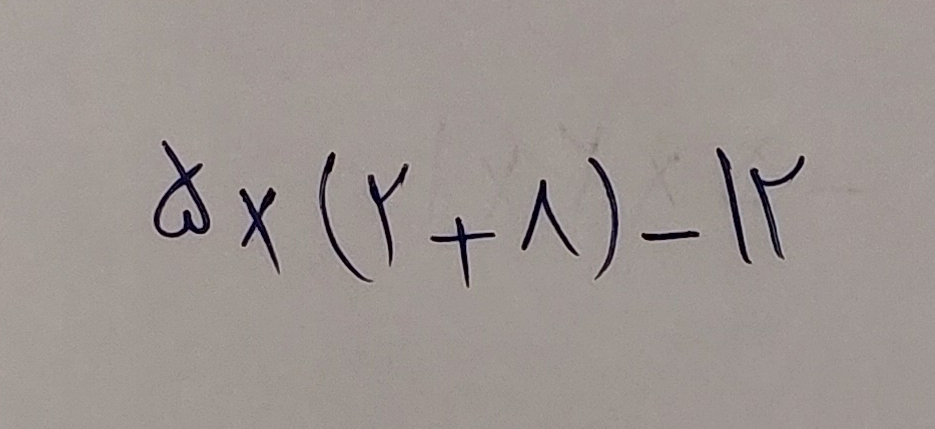 ۵ × (۲ + ۸) - ۱۲